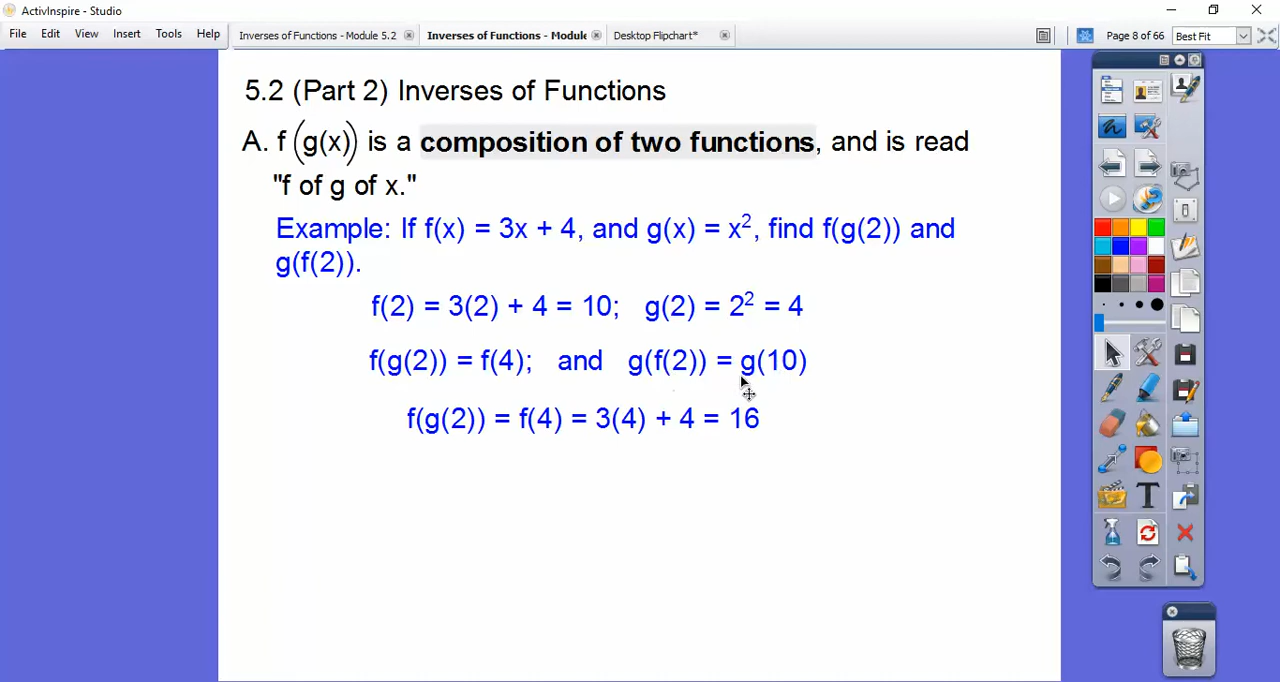 ActivInspire - Studio
File Edit View Insert Tools Help
Inverses of Functions - Module 5.2 Inverses of Functions - Module Desktop Flipchart* Page 8 of 66 Best Fit
5.2 (Part 2) Inverses of Functions
A. f (g(x)) is a composition of two functions, and is read
"f of g of x."
Example: If f(x) = 3x + 4, and g(x) = x², find f(g(2)) and
g(f(2)).
f(2) = 3(2) + 4 = 10; g(2) = 2² = 4
f(g(2)) = f(4); and g(f(2)) = g(10)
f(g(2)) = f(4) = 3(4) + 4 = 16